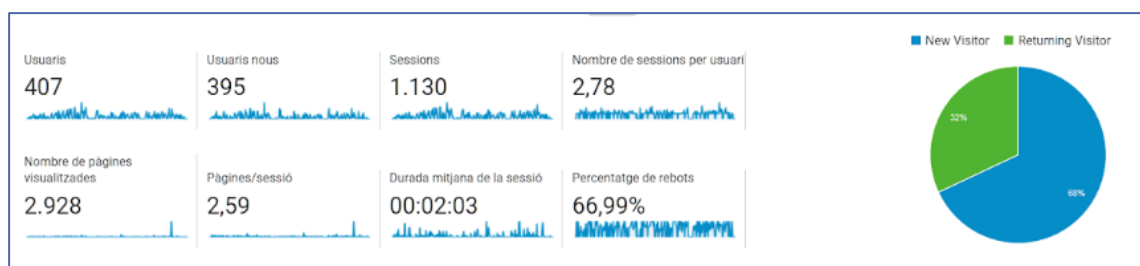 Usuaris
407
Usuaris nous
395
Sessions
1.130
Nombre de sessions per usuari
2,78
Nombre de pàgines
visualitzades
2.928
Pàgines/sessió
2,59
Durada mitjana de la sessió
00:02:03
Percentatge de rebots
66,99%
New Visitor
Returning Visitor
32%
68%